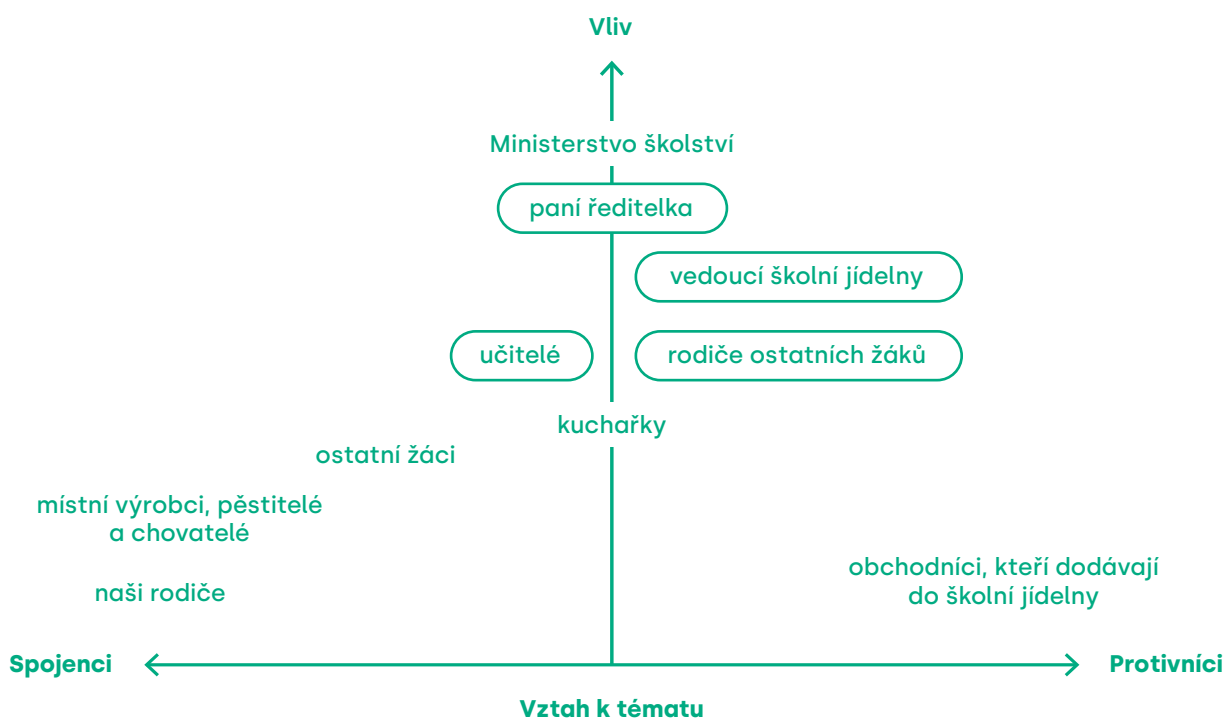 Vliv
Ministerstvo školství
paní ředitelka
vedoucí školní jídelny
učitelé
rodiče ostatních žáků
kuchařky
ostatní žáci
místní výrobci, pěstitelé
a chovatelé
obchodníci, kteří dodávají
do školní jídelny
naši rodiče
Spojenci
Protivníci
Vztah k tématu